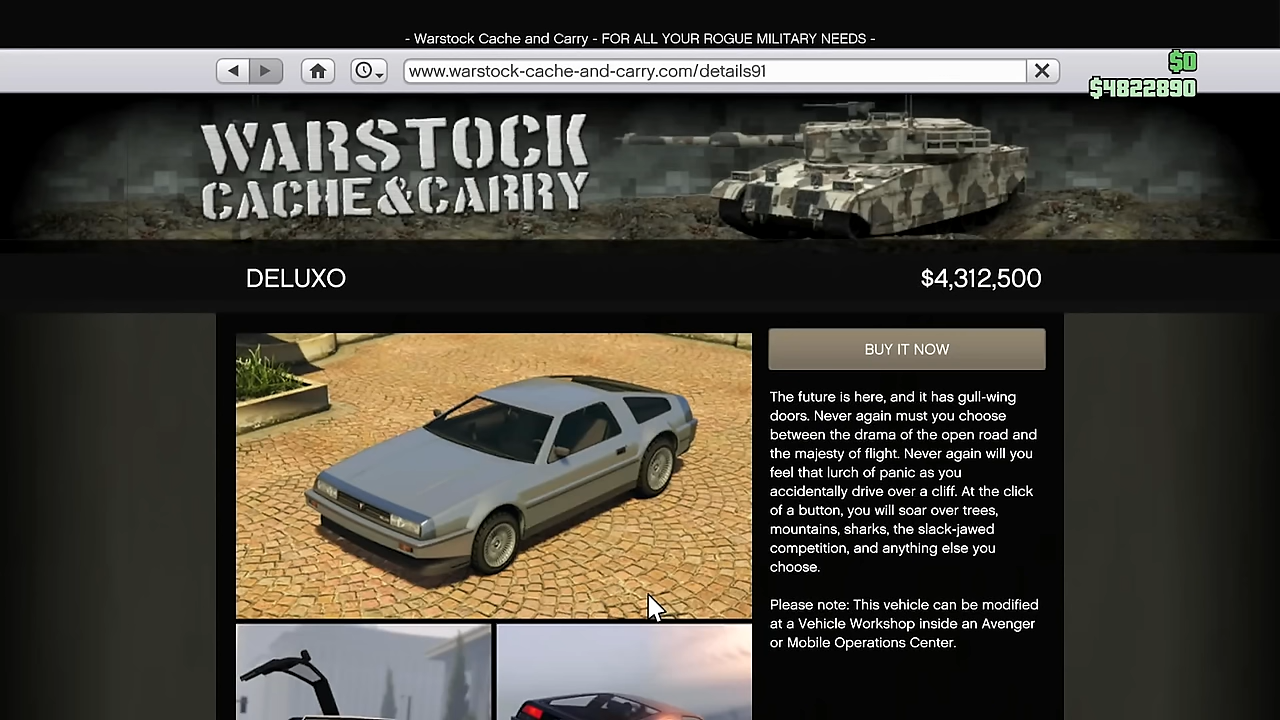 - Warstock Cache and Carry - FOR ALL YOUR ROGUE MILITARY NEEDS -
www.warstock-cache-and-carry.com/details91
$0
$4822890
WARSTOCK
CACHE&CARRY
DELUXO
$4,312,500
BUY IT NOW
The future is here, and it has gull-wing
doors. Never again must you choose
between the drama of the open road and
the majesty of flight. Never again will you
feel that lurch of panic as you
accidentally drive over a cliff. At the click
of a button, you will soar over trees,
mountains, sharks, the slack-jawed
competition, and anything else you
choose.
Please note: This vehicle can be modified
at a Vehicle Workshop inside an Avenger
or Mobile Operations Center.